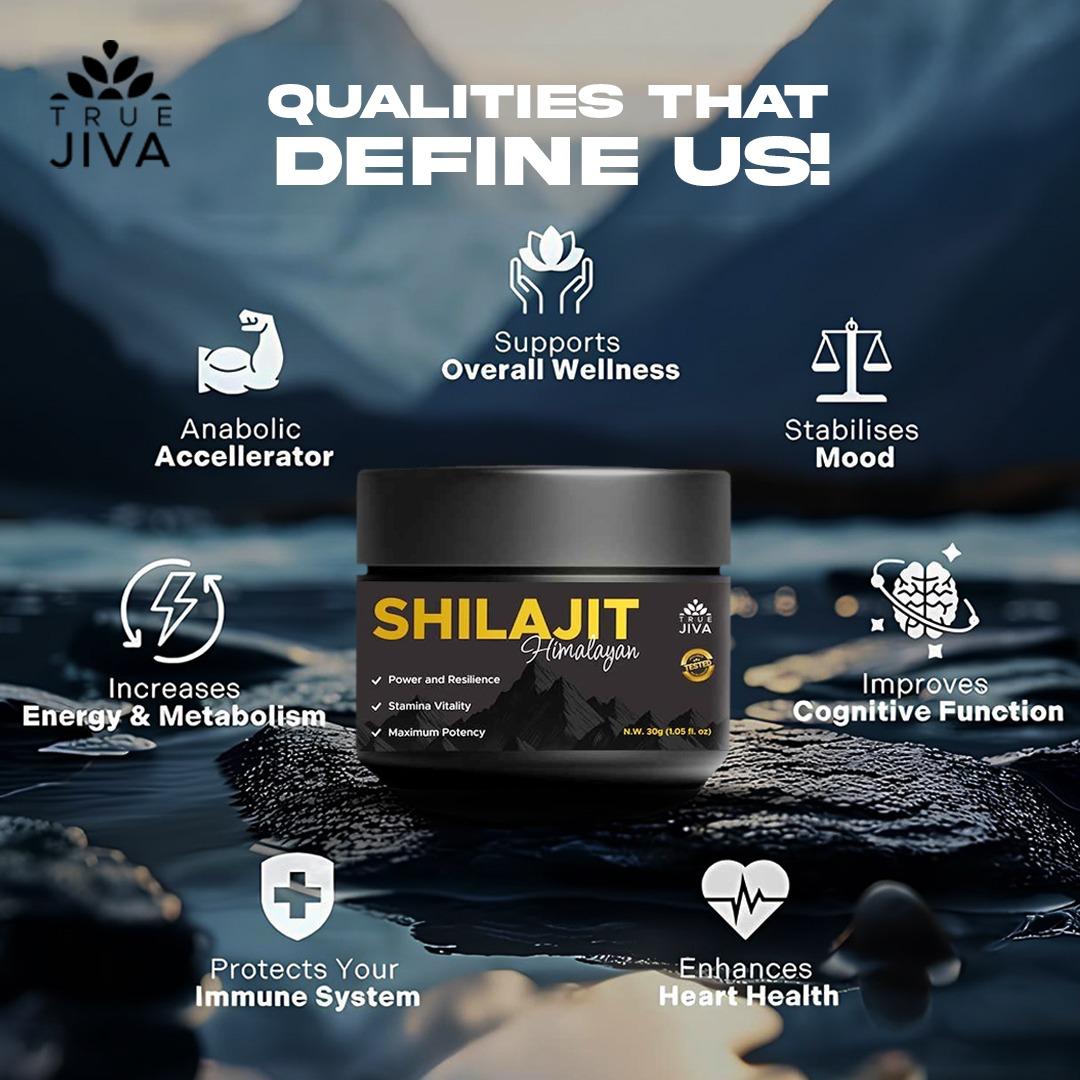 TRUE
JIVA
QUALITIES THAT
DEFINE US!
Supports
Overall Wellness
Anabolic
Accellerator
Stabilises
Mood
Increases
Energy & Metabolism
Improves
Cognitive Function
SHILAJIT
Himalayan
TRUE
JIVA
TESTED
Power and Resilience
Stamina Vitality
Maximum Potency
N.W. 30g (1.05 fl. oz)
Protects Your
Immune System
Enhances
Heart Health